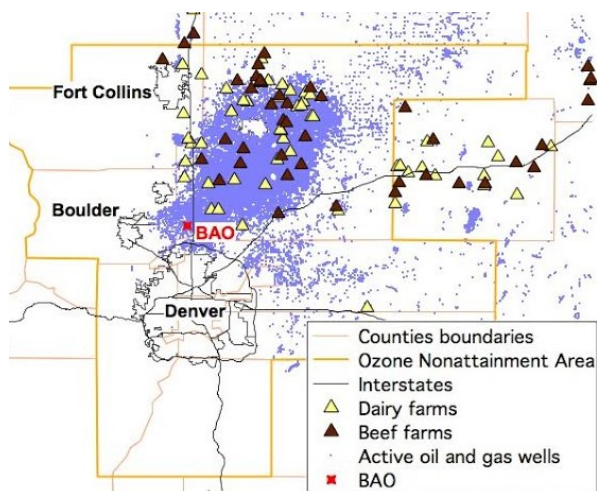 Fort Collins
Boulder
BAO
Denver
Counties boundaries
Ozone Nonattainment Area
Interstates
Dairy farms
Beef farms
Active oil and gas wells
BAO